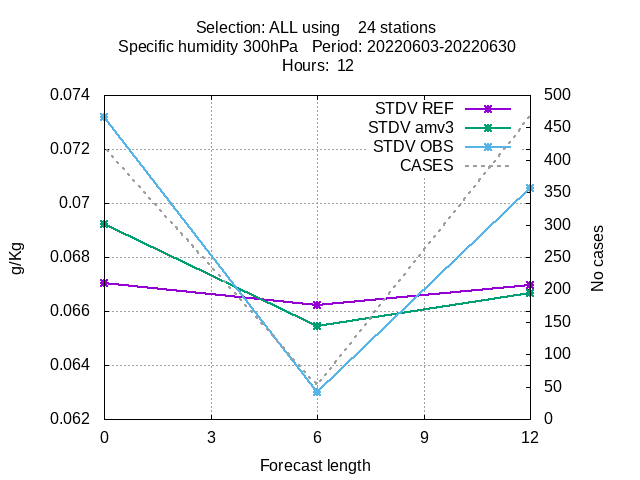 Selection: ALL using    24 stations
Specific humidity 300hPa   Period: 20220603-20220630
Hours:  12
0.074
0.072
0.07
0.068
0.066
0.064
0.062
g/Kg
STDV REF
STDV amv3
STDV OBS
CASES
500
450
400
350
300
250
200
150
100
50
0
No cases
0
3
6
9
12
Forecast length